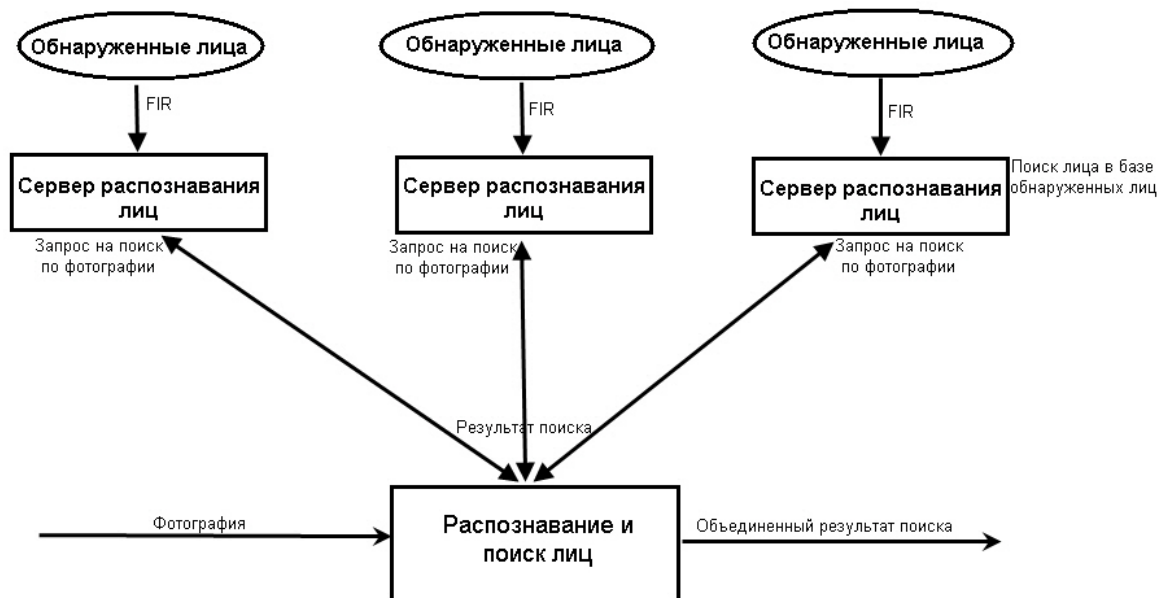 Обнаруженные лица
Обнаруженные лица
Обнаруженные лица
FIR
FIR
FIR
Сервер распознавания
лиц
Сервер распознавания
лиц
Сервер распознавания
лиц
Поиск лица в базе
обнаруженных лиц
Запрос на поиск
по фотографии
Запрос на поиск
по фотографии
Запрос на поиск
по фотографии
Результат поиска
Фотография
Распознавание и
поиск лиц
Объединенный результат поиска